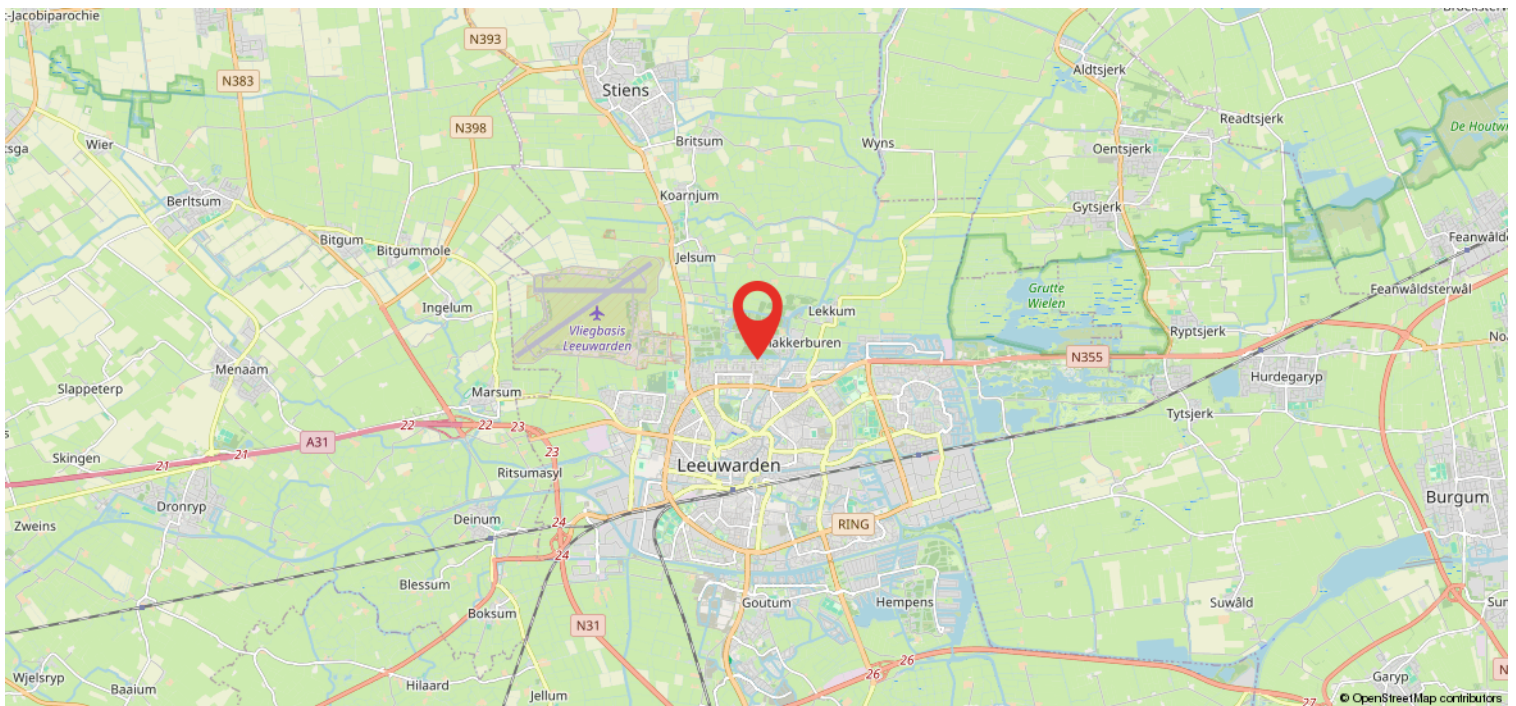 t-Jacobiparochie
N393
N383
Aldtsjerk
Stiens
Readtsjerk
N398
De Houtwi
Wier
Britsum
Wyns
Oentsjerk
Berltsum
Koarnjum
Gytsjerk
Bitgum
Bitgummole
Jelsum
Feanwâlde
Grutte
Wielen
Feanwâldsterwâl
Ingelum
Lekkum
Vliegbasis
Leeuwarden
Ryptsjerk
akkerburen
N355
Menaam
Hurdegaryp
Slappeterp
Marsum
Tytsjerk
22
22
23
A31
23
Skingen
21
21
Ritsumasyl
Leeuwarden
Dronryp
Burgum
Zweins
Deinum
24
RING
24
Blessum
Goutum
Hempens
Suwâld
Boksum
N31
26
26
Wjelsryp
Baaium
Hilaard
Jellum
Garyp
27
© OpenStreetMap contributors